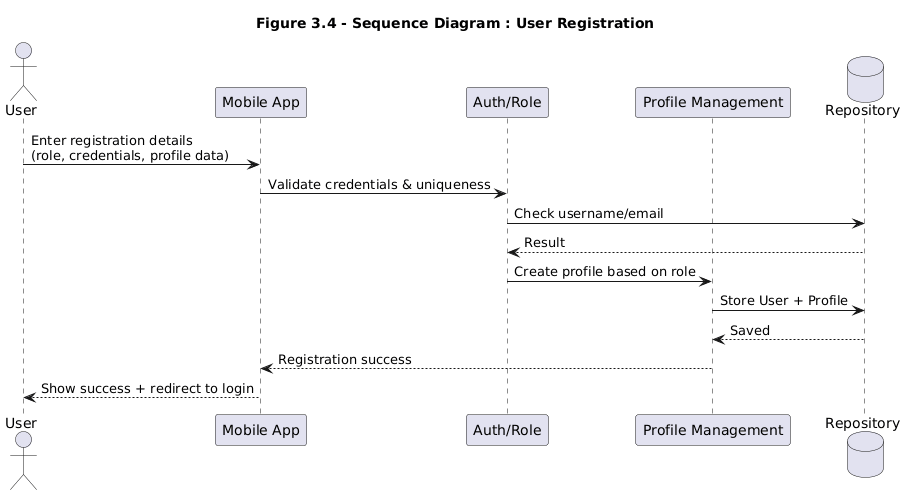 Figure 3.4 - Sequence Diagram : User Registration
User
Mobile App
Auth/Role
Profile Management
Repository
Enter registration details
(role, credentials, profile data)
Validate credentials & uniqueness
Check username/email
Result
Create profile based on role
Store User + Profile
Saved
Registration success
Show success + redirect to login
User
Mobile App
Auth/Role
Profile Management
Repository